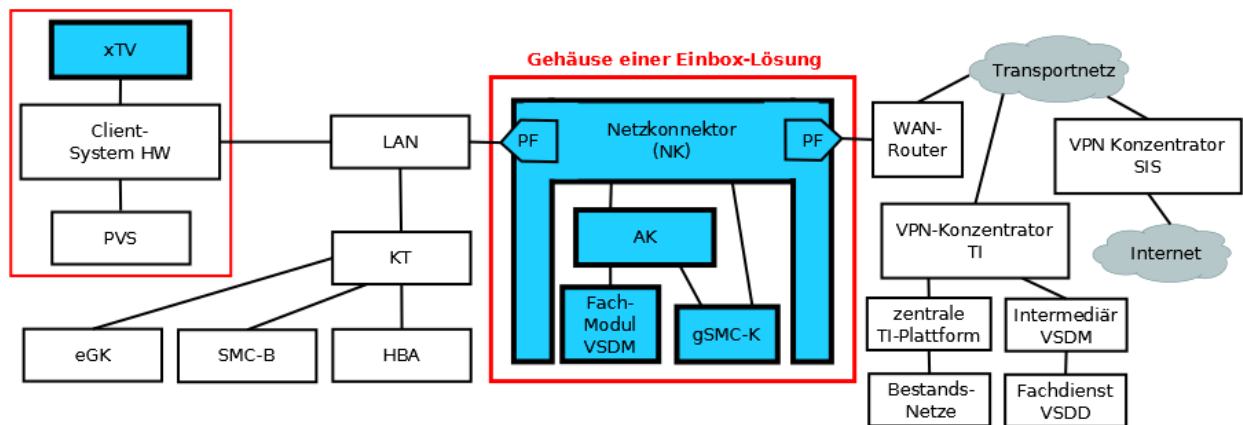 xTV
Client-
System HW
PVS
LAN
KT
eGK
SMC-B
HBA
Gehäuse einer Einbox-Lösung
PF
Netzkonnektor
(NK)
PF
AK
Fach-
Modul
VSDM
gSMC-K
Transportnetz
WAN-
Router
VPN Konzentrator
SIS
VPN-Konzentrator
TI
Internet
zentrale
TI-Plattform
Intermediär
VSDM
Bestands-
Netze
Fachdienst
VSDD